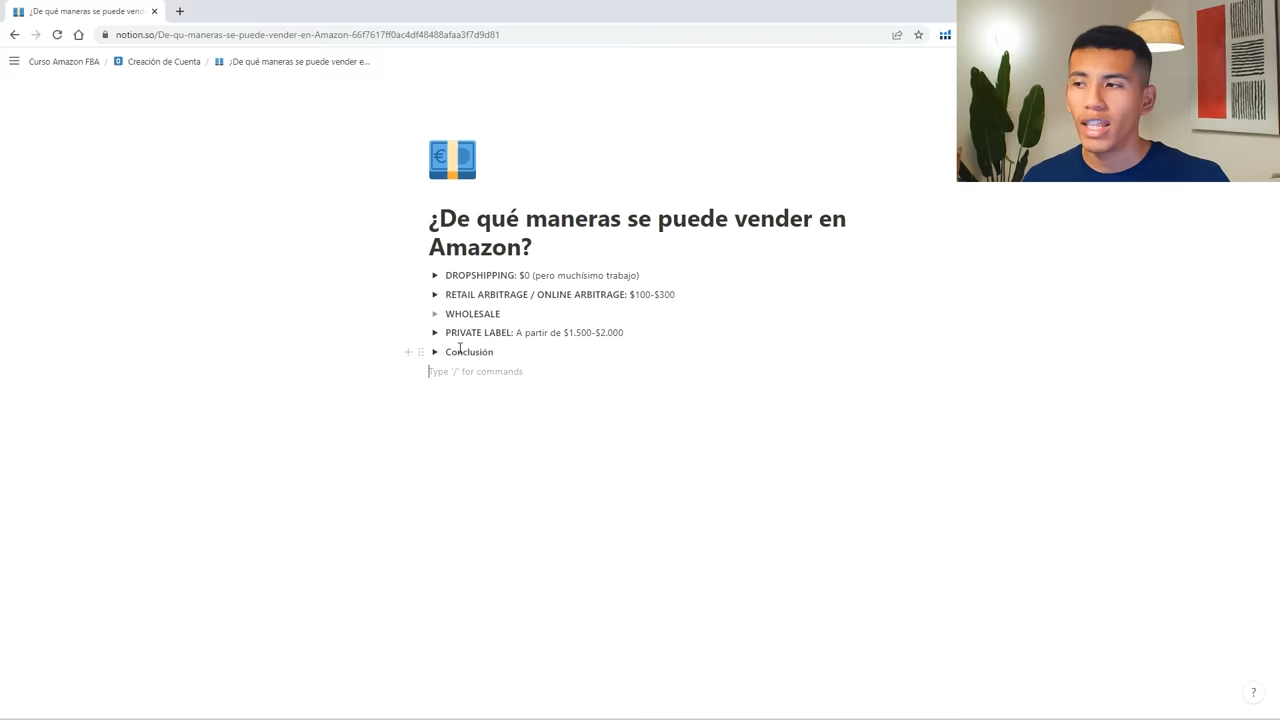 ¿De qué maneras se puede vend
notion.so/De-qu-maneras-se-puede-vender-en-Amazon-66f7617ff0ac4df48488afaa3f7d9d81
Curso Amazon FBA / Creación de Cuenta / ¿De qué maneras se puede vender e...
¿De qué maneras se puede vender en
Amazon?
DROPSHIPPING: $0 (pero muchísimo trabajo)
RETAIL ARBITRAGE / ONLINE ARBITRAGE: $100-$300
WHOLESALE
PRIVATE LABEL: A partir de $1.500-$2.000
Conclusión
Type '/' for commands
?